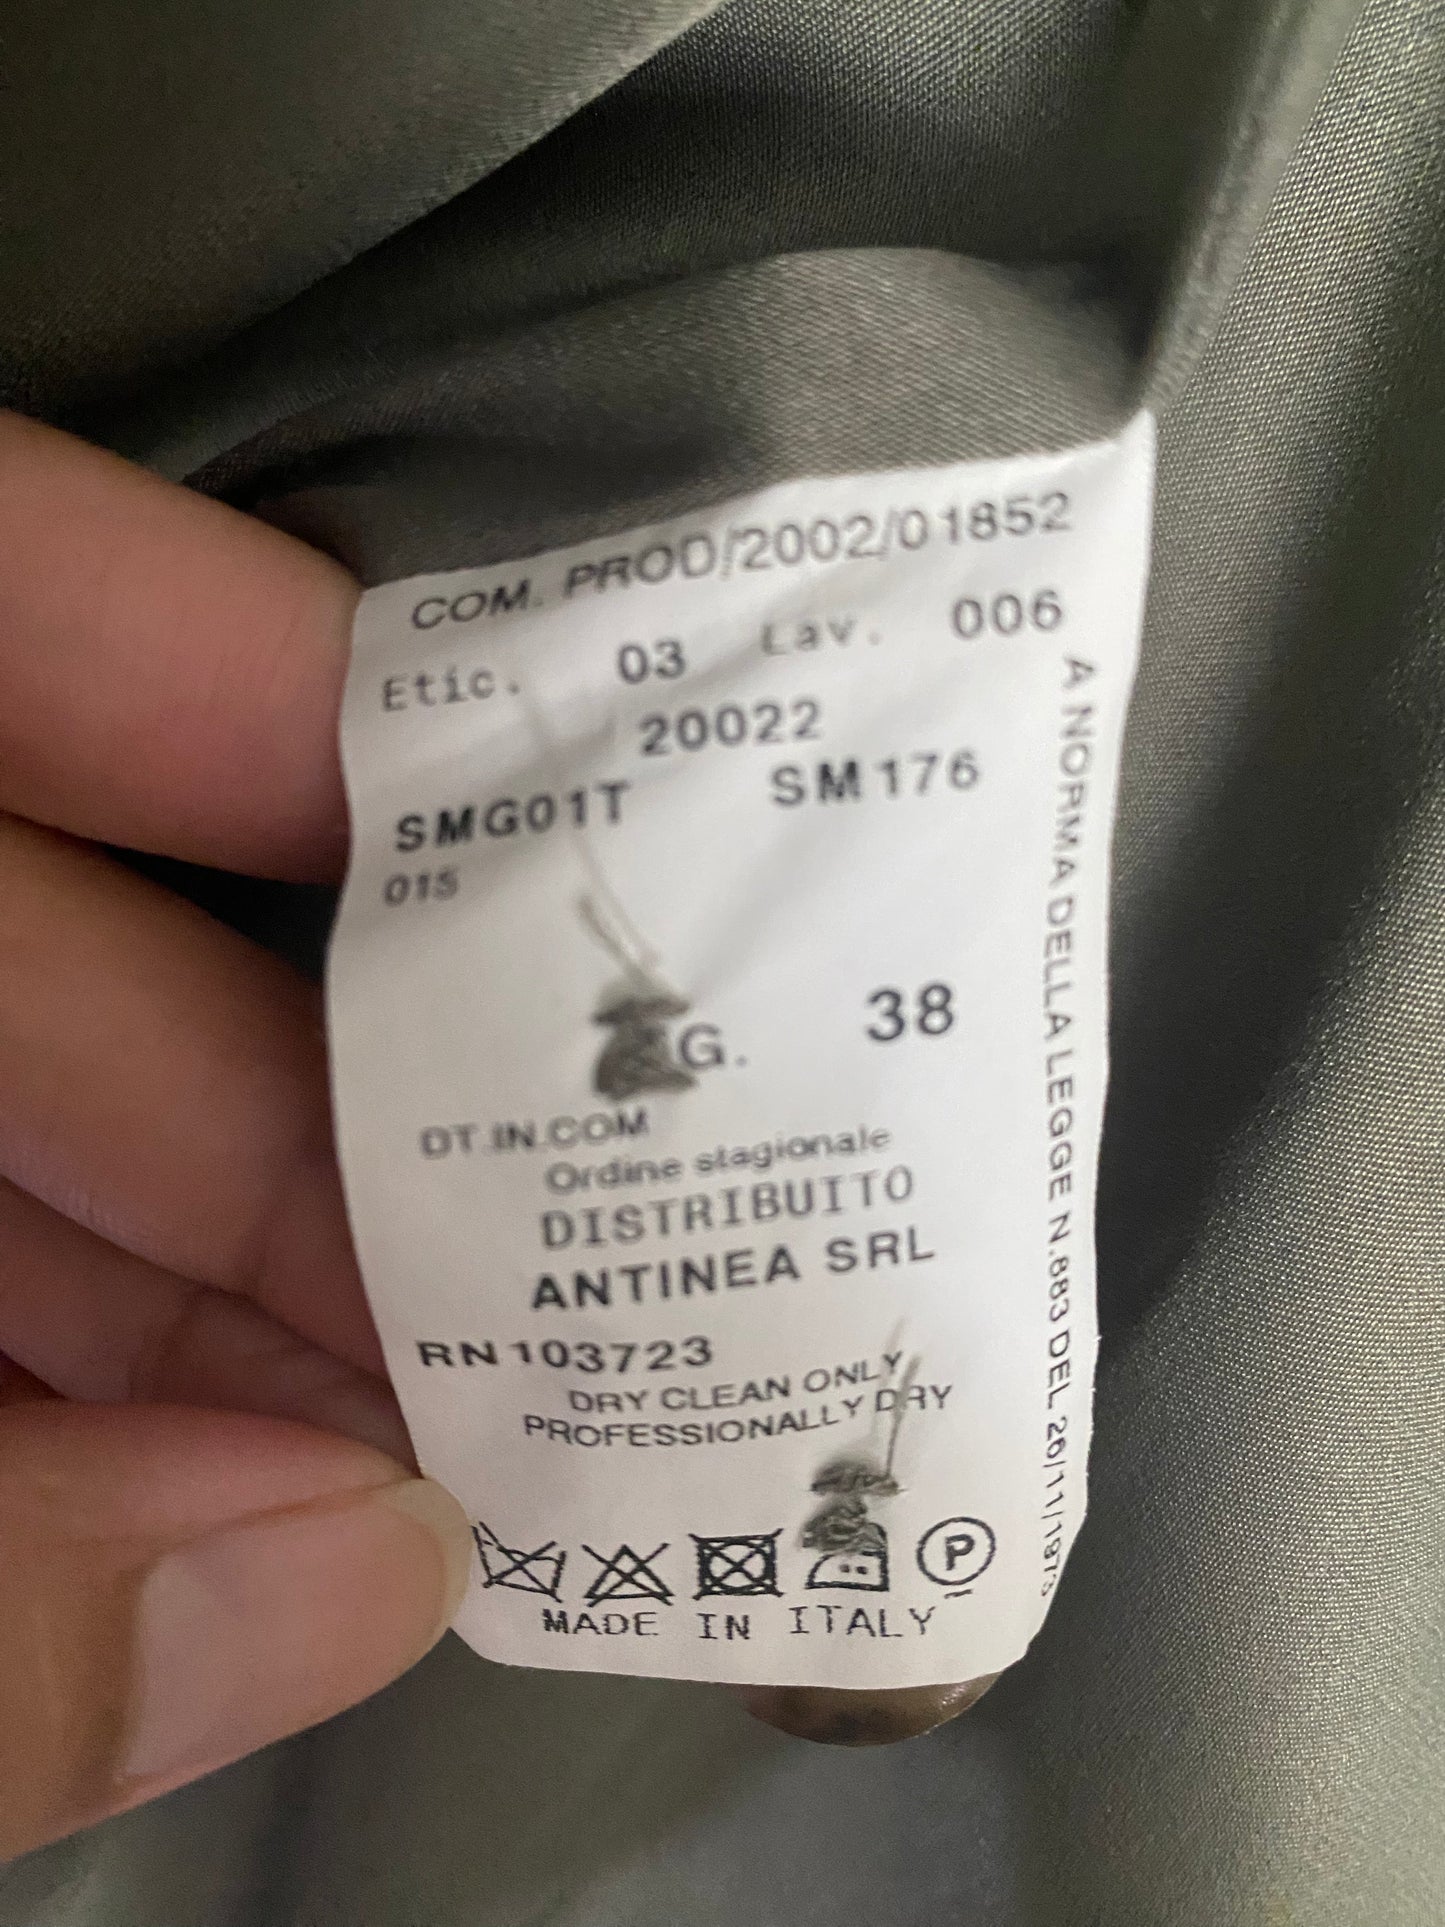 COM. PROD/2002/01852
Etic. 03 Lav. 006
20022
SMG01T SM176
015
G. 38
DT.IN.COM
Ordine stagionale
DISTRIBUITO
ANTINEA SRL
RN 103723
DRY CLEAN ONLY
PROFESSIONALLY DRY
P
MADE IN ITALY
A NORMA DELLA LEGGE N.883 DEL 26/11/1973